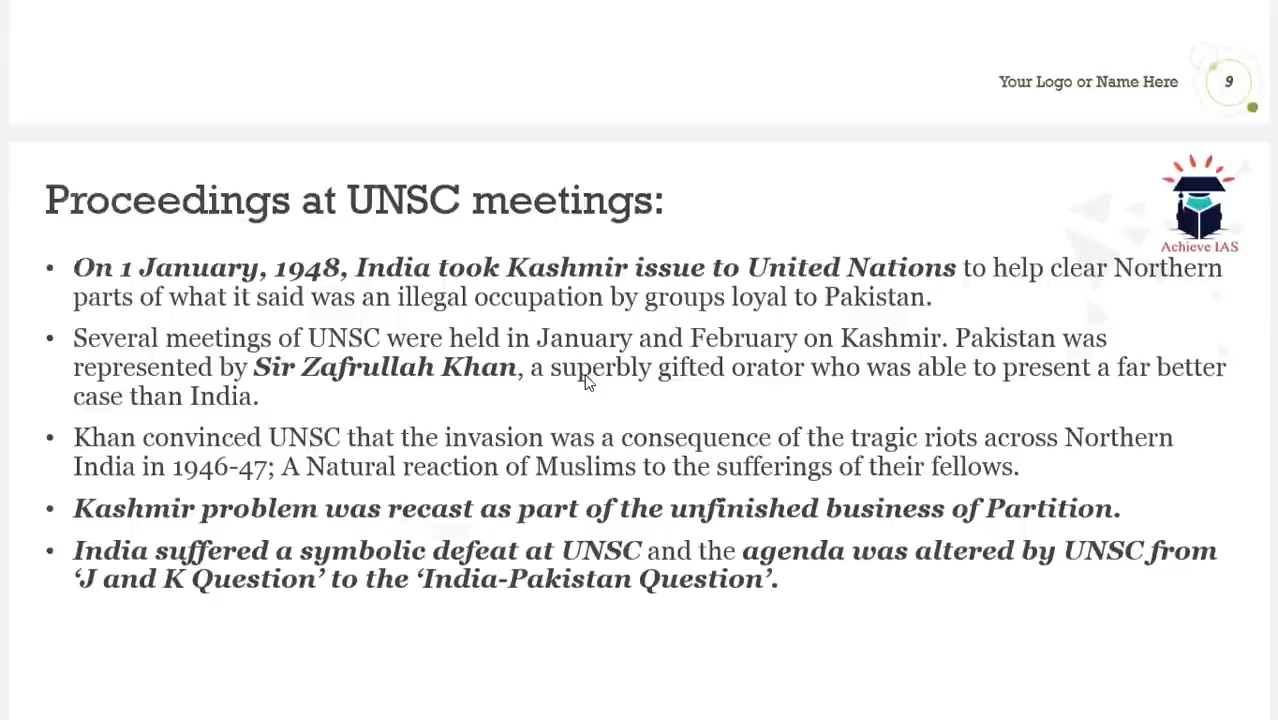 Your Logo or Name Here
9
Proceedings at UNSC meetings:
Achieve IAS
• On 1 January, 1948, India took Kashmir issue to United Nations to help clear Northern
parts of what it said was an illegal occupation by groups loyal to Pakistan.
• Several meetings of UNSC were held in January and February on Kashmir. Pakistan was
represented by Sir Zafrullah Khan, a superbly gifted orator who was able to present a far better
case than India.
• Khan convinced UNSC that the invasion was a consequence of the tragic riots across Northern
India in 1946-47; A Natural reaction of Muslims to the sufferings of their fellows.
• Kashmir problem was recast as part of the unfinished business of Partition.
• India suffered a symbolic defeat at UNSC and the agenda was altered by UNSC from
‘J and K Question’ to the ‘India-Pakistan Question’.